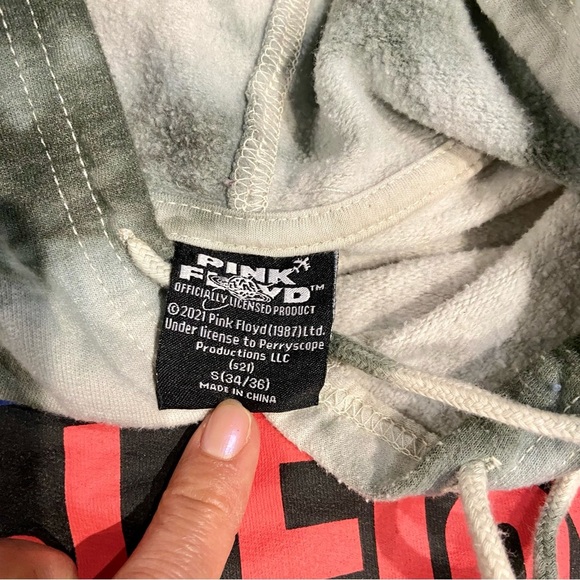 PINK
FLOYD™
OFFICIALLY LICENSED PRODUCT
©2021 Pink Floyd(1987)Ltd.
Under license to Perryscape
Productions LLC
(s21)
S(34/36)
MADE IN CHINA